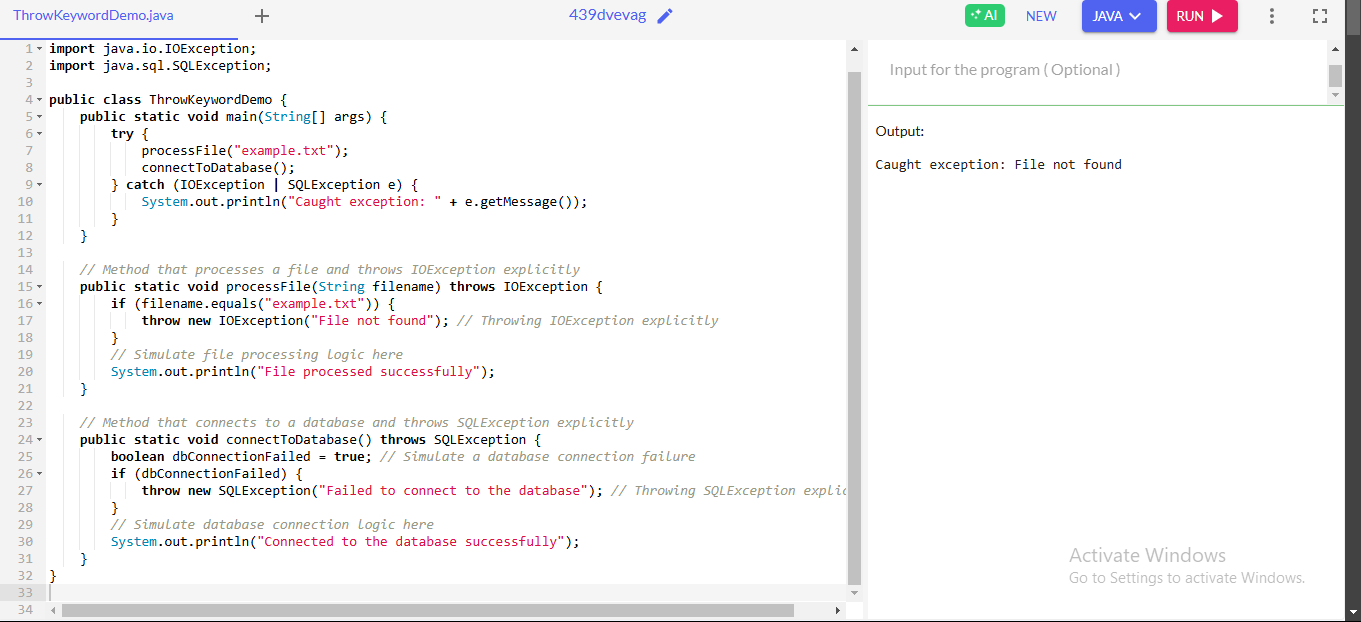 ThrowKeywordDemo.java
439dvevag
AI
NEW
JAVA
RUN
1 import java.io.IOException;
2 import java.sql.SQLException;
3
4 public class ThrowKeywordDemo {
5     public static void main(String[] args) {
6         try {
7             processFile("example.txt");
8             connectToDatabase();
9         } catch (IOException | SQLException e) {
10             System.out.println("Caught exception: " + e.getMessage());
11         }
12     }
13
14     // Method that processes a file and throws IOException explicitly
15     public static void processFile(String filename) throws IOException {
16         if (filename.equals("example.txt")) {
17             throw new IOException("File not found"); // Throwing IOException explicitly
18         }
19         // Simulate file processing logic here
20         System.out.println("File processed successfully");
21     }
22
23     // Method that connects to a database and throws SQLException explicitly
24     public static void connectToDatabase() throws SQLException {
25         boolean dbConnectionFailed = true; // Simulate a database connection failure
26         if (dbConnectionFailed) {
27             throw new SQLException("Failed to connect to the database"); // Throwing SQLException explic
28         }
29         // Simulate database connection logic here
30         System.out.println("Connected to the database successfully");
31     }
32 }
33
34
Input for the program ( Optional )
Output:
Caught exception: File not found
Activate Windows
Go to Settings to activate Windows.